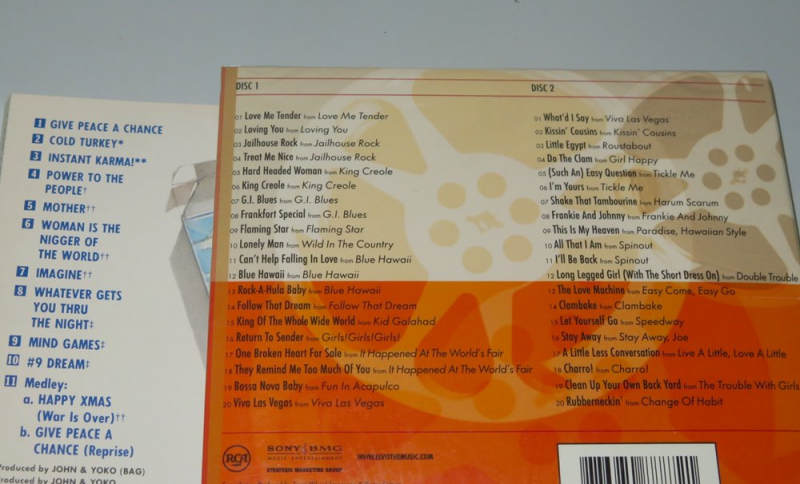 1 GIVE PEACE A CHANCE
2 COLD TURKEY*
3 INSTANT KARMA!**
4 POWER TO THE
PEOPLE†
5 MOTHER††
6 WOMAN IS THE
NIGGER OF
THE WORLD††
7 IMAGINE††
8 WHATEVER GETS
YOU THRU
THE NIGHT‡
9 MIND GAMES‡
10 #9 DREAM‡
11 Medley:
a. HAPPY XMAS
(War Is Over)††
b. GIVE PEACE A
CHANCE (Reprise)
Produced by JOHN & YOKO (BAG)
Produced by JOHN & YOKO
DISC 1
01 Love Me Tender from Love Me Tender
02 Loving You from Loving You
03 Jailhouse Rock from Jailhouse Rock
04 Treat Me Nice from Jailhouse Rock
05 Hard Headed Woman from King Creole
06 King Creole from King Creole
07 G.I. Blues from G.I. Blues
08 Frankfort Special from G.I. Blues
09 Flaming Star from Flaming Star
10 Lonely Man from Wild In The Country
11 Can't Help Falling In Love from Blue Hawaii
12 Blue Hawaii from Blue Hawaii
13 Rock-A-Hula Baby from Blue Hawaii
14 Follow That Dream from Follow That Dream
15 King Of The Whole Wide World from Kid Galahad
16 Return To Sender from Girls! Girls! Girls!
17 One Broken Heart For Sale from It Happened At The World's Fair
18 They Remind Me Too Much Of You from It Happened At The World's Fair
19 Bossa Nova Baby from Fun In Acapulco
20 Viva Las Vegas from Viva Las Vegas
DISC 2
01 What'd I Say from Viva Las Vegas
02 Kissin' Cousins from Kissin' Cousins
03 Little Egypt from Roustabout
04 Do The Clam from Girl Happy
05 (Such An) Easy Question from Tickle Me
06 I'm Yours from Tickle Me
07 Shake That Tambourine from Harum Scarum
08 Frankie And Johnny from Frankie And Johnny
09 This Is My Heaven from Paradise, Hawaiian Style
10 All That I Am from Spinout
11 I'll Be Back from Spinout
12 Long Legged Girl (With The Short Dress On) from Double Trouble
13 The Love Machine from Easy Come, Easy Go
14 Clambake from Clambake
15 Let Yourself Go from Speedway
16 Stay Away from Stay Away, Joe
17 A Little Less Conversation from Live A Little, Love A Little
18 Charro! from Charro!
19 Clean Up Your Own Back Yard from The Trouble With Girls
20 Rubberneckin' from Change Of Habit
RCA
SONY BMG
MUSIC ENTERTAINMENT
STRATEGIC MARKETING GROUP
WWW.ELVISTHEMUSIC.COM